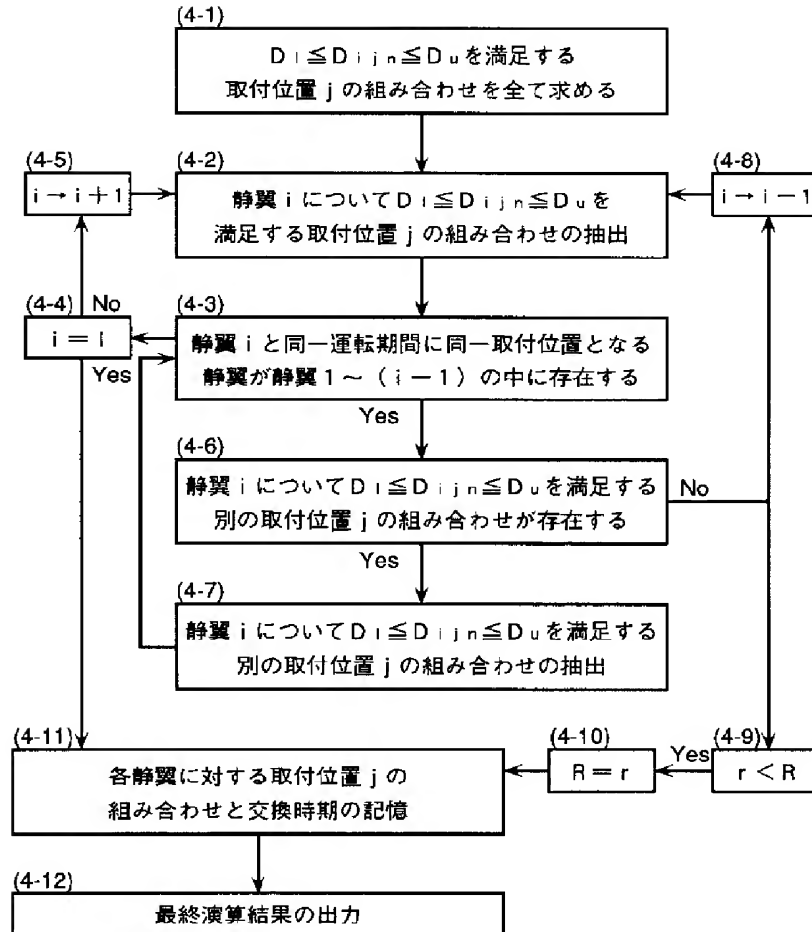 (4-1)
Dl≦Dijn≦Duを満足する
取付位置jの組み合わせを全て求める
(4-5)
i→i+1
(4-2)
静翼iについてDl≦Dijn≦Duを
満足する取付位置jの組み合わせの抽出
(4-8)
i→i-1
(4-4)
No
i=I
Yes
(4-3)
静翼iと同一運転期間に同一取付位置となる
静翼が静翼1~(i-1)の中に存在する
Yes
(4-6)
静翼iについてDl≦Dijn≦Duを満足する
別の取付位置jの組み合わせが存在する
No
Yes
(4-7)
静翼iについてDl≦Dijn≦Duを満足する
別の取付位置jの組み合わせの抽出
(4-11)
各静翼に対する取付位置jの
組み合わせと交換時期の記憶
(4-10)
R=r
Yes
(4-9)
r<R
(4-12)
最終演算結果の出力